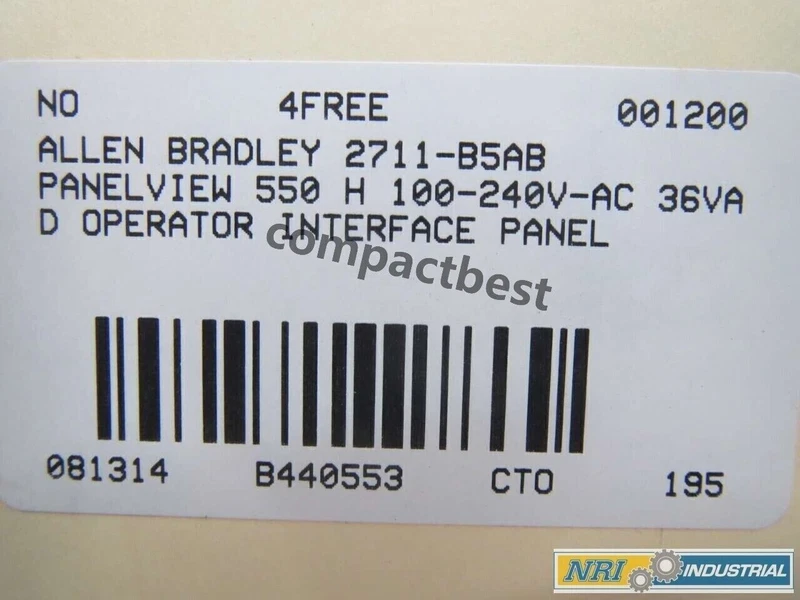 NO 4FREE 001200
ALLEN BRADLEY 2711-B5AB
PANELVIEW 550 H 100-240V-AC 36VA
D OPERATOR INTERFACE PANEL
compactbest
081314 B440553 CTO 195
NRI INDUSTRIAL